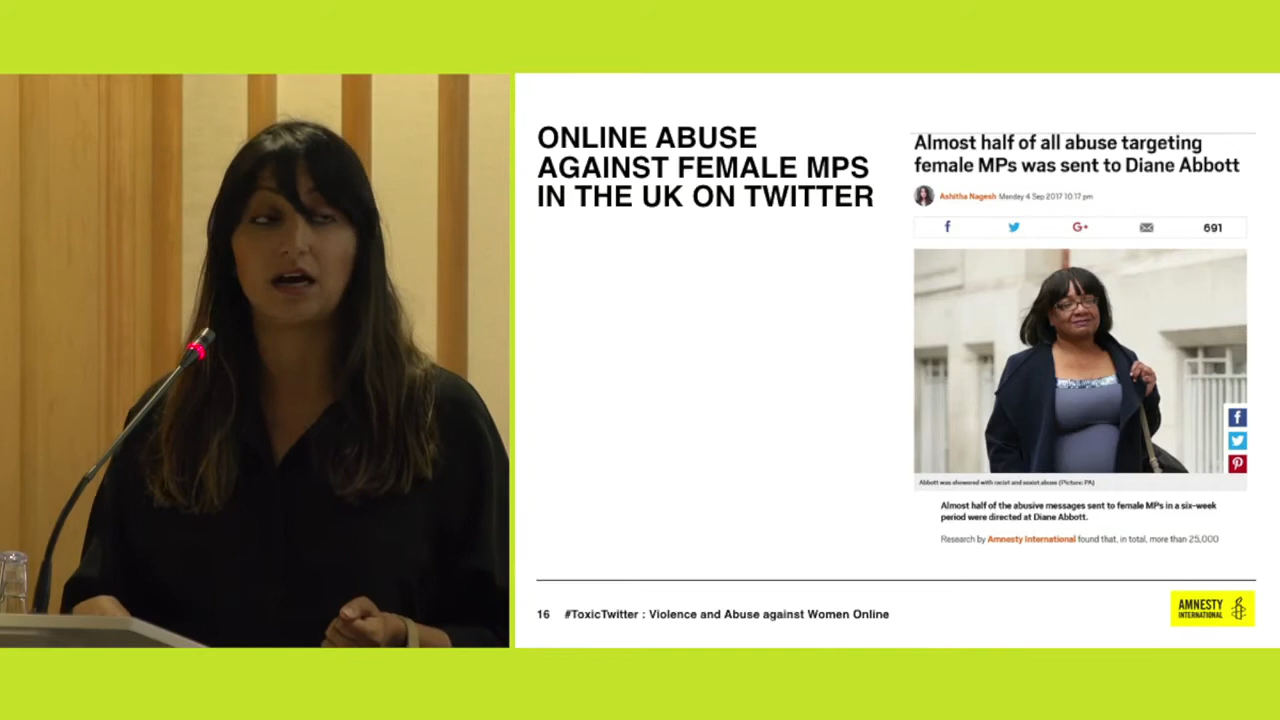 ONLINE ABUSE
AGAINST FEMALE MPS
IN THE UK ON TWITTER
Almost half of all abuse targeting
female MPs was sent to Diane Abbott
Ashitha Nagesh Monday 4 Sep 2017 10:17 pm
f
G+
691
f
Abbott was showered with racist and sexist abuse (Picture: PA)
Almost half of the abusive messages sent to female MPs in a six-week
period were directed at Diane Abbott.
Research by Amnesty International found that, in total, more than 25,000
16 #ToxicTwitter : Violence and Abuse against Women Online
AMNESTY
INTERNATIONAL